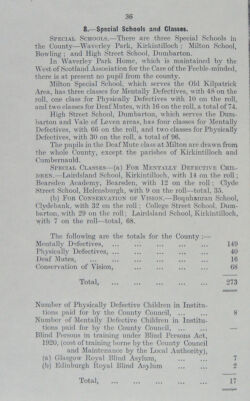 36
8.—Special Schools and Classes.
SPECIAL SCHOOLS.—There are three Special Schools in
the County—Waverley Park, Kirkintilloch; Milton School,
Bowling; and High Street School, Dumbarton.
In Waverley Park Home, which is maintained by the
West of Scotland Association for the Care of the Feeble-minded,
there is at present no pupil from the county.
Milton Special School, which serves the Old Kilpatrick
Area, has three classes for Mentally Defectives, with 48 on the
roll, one class for Physically Defectives with 10 on the roll,
and two classes for Deaf Mutes, with 16 on the roll, a total of 74.
High Street School, Dumbarton, which serves the Dum-
barton and Vale of Leven areas, has four classes for Mentally
Defectives, with 66 on the roll, and two classes for Physically
Defectives, with 30 on the roll, a total of 96.
The pupils in the Deaf Mute class at Milton are drawn from
the whole County, except the parishes of Kirkintilloch and
Cumbernauld.
SPECIAL CLASSES—(a) FOR MENTALLY DEFECTIVE CHIL-
DREN.—Lairdsland School, Kirkintilloch, with 14 on the roll;
Bearsden Academy, Bearsden, with 12 on the roll; Clyde
Street School, Helensburgh, with 9 on the roll—total, 35.
(b) FOR CONSERVATION OF VISION.—Boquhanran School,
Clydebank, with 32 on the roll; College Street School, Dum-
barton, with 29 on the roll; Lairdsland School, Kirkintilloch,
with 7 on the roll—total, 68.
The following are the totals for the County:—
Mentally Defectives, ... ... ... ... ... 149
Physically Defectives, ... ... ... ... ... 40
Deaf Mutes, ... ... ... ... ... ... 16
Conservation of Vision, ... ... ... ... 68
Total, ... ... ... ... 273
Number of Physically Defective Children in Institu-
tions paid for by the County Council, ... ... 8
Number of Mentally Defective Children in Institu-
tions paid for by the County Council, ... ... —
Blind Persons in training under Blind Persons Act,
1920, (cost of training borne by the County Council
and Maintenance by the Local Authority),
(a) Glasgow Royal Blind Asylum, ... ... 7
(b) Edinburgh Royal Blind Asylum ... ... 2
Total, ... ... ... ... 17